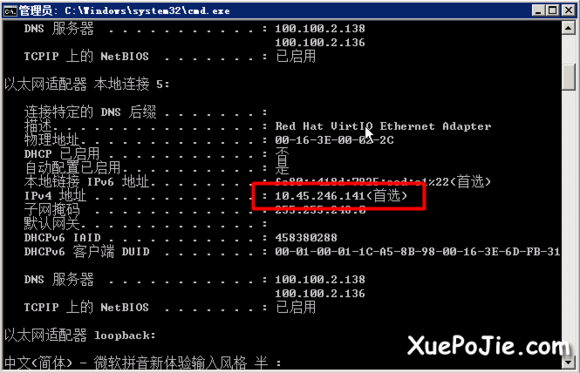 管理员: C:\Windows\system32\cmd.exe
DNS 服务器 . . . . . . . . . . . : 100.100.2.138
100.100.2.136
TCPIP 上的 NetBIOS . . . . . . . : 已启用
以太网适配器 本地连接 5:
连接特定的 DNS 后缀 . . . . . . . :
描述. . . . . . . . . . . . . . . : Red Hat VirtIO Ethernet Adapter
物理地址. . . . . . . . . . . . . : 00-16-3E-00-03-2C
DHCP 已启用 . . . . . . . . . . . : 否
自动配置已启用. . . . . . . . . . : 是
本地链接 IPv6 地址. . . . . . . . : (首选)
IPv4 地址 . . . . . . . . . . . . : 10.45.246.141(首选)
子网掩码 . . . . . . . . . . . . : 255.255.248.0
默认网关. . . . . . . . . . . . . :
DHCPv6 IAID . . . . . . . . . . . : 458380288
DHCPv6 客户端 DUID . . . . . . . : 00-01-00-01-1C-A5-8B-98-00-16-3E-6D-FB-31
DNS 服务器 . . . . . . . . . . . : 100.100.2.138
100.100.2.136
TCPIP 上的 NetBIOS . . . . . . . : 已启用
以太网适配器 loopback:
中文(简体) - 微软拼音新体验输入风格 半 :
XuePoJie.com